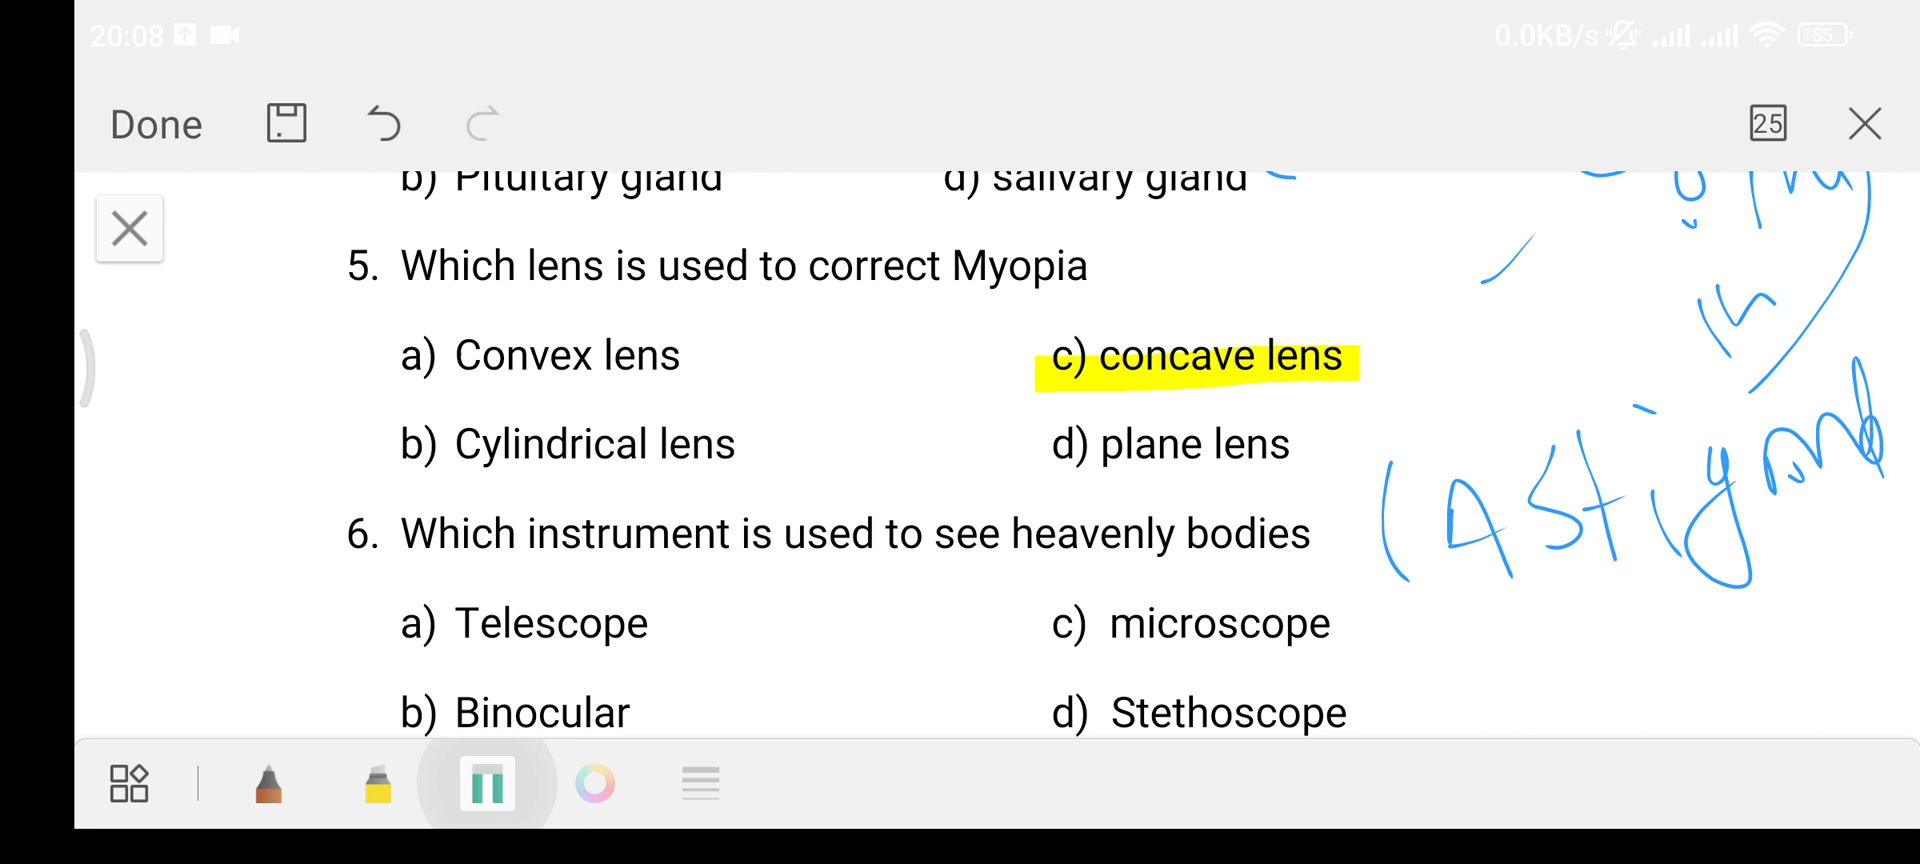 20:08 0.0KB/s 55
Done 25
b) Pituitary gland d) salivary gland
5. Which lens is used to correct Myopia
a) Convex lens c) concave lens
b) Cylindrical lens d) plane lens
6. Which instrument is used to see heavenly bodies
a) Telescope c) microscope
b) Binocular d) Stethoscope